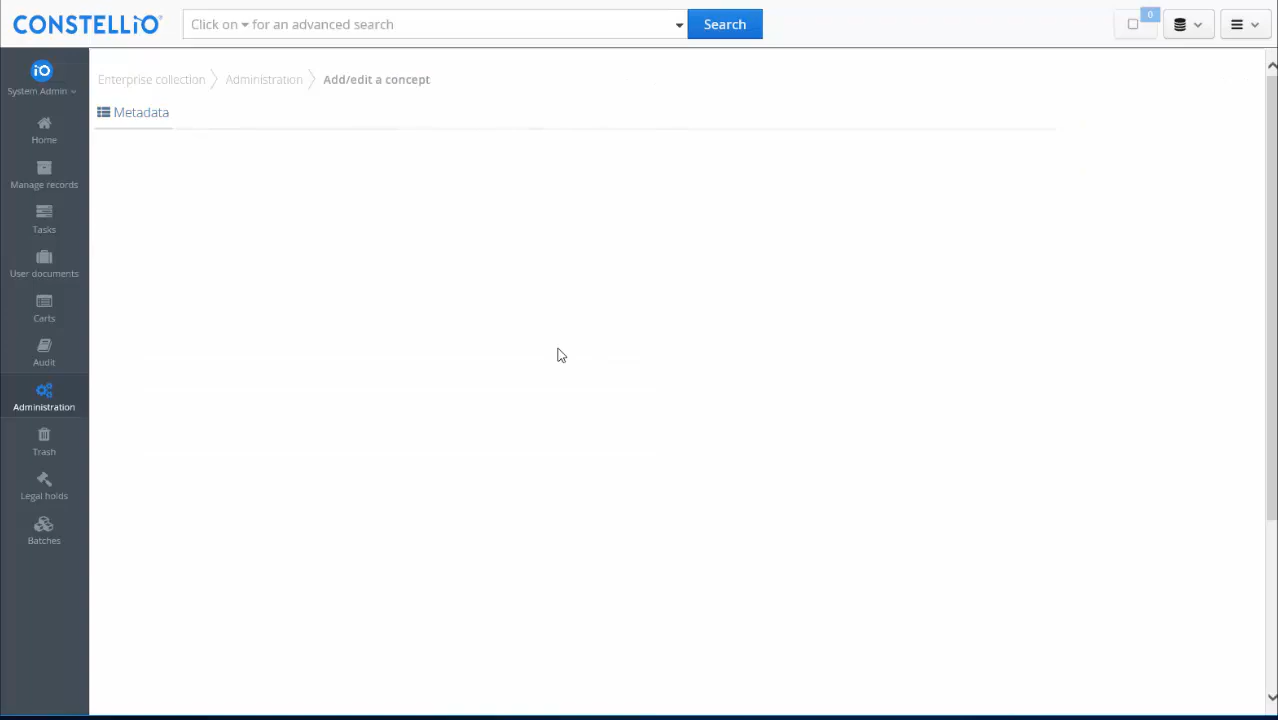 CONSTELLiO®
Click on for an advanced search
Search
0
iO
System Admin
Enterprise collection
Administration
Add/edit a concept
Metadata
Home
Manage records
Tasks
User documents
Carts
Audit
Administration
Trash
Legal holds
Batches